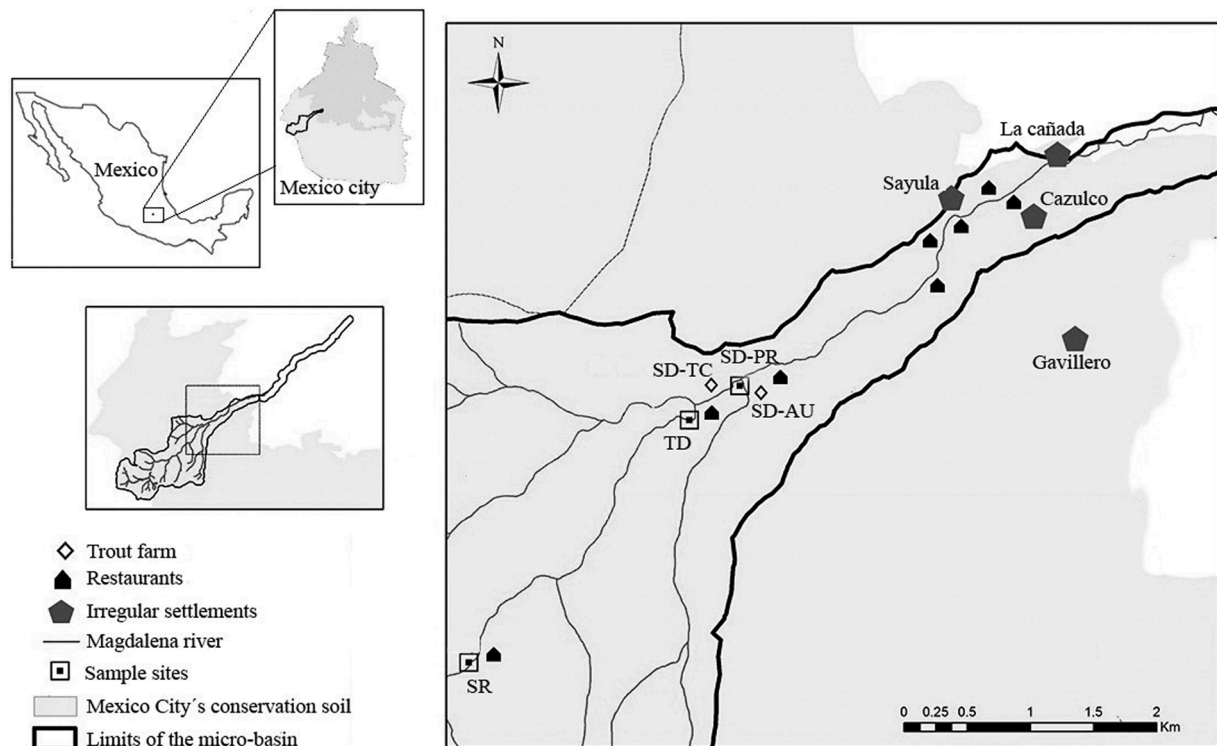 Mexico
Mexico city
Trout farm
Restaurants
Irregular settlements
Magdalena river
Sample sites
Mexico City´s conservation soil
Limits of the micro-basin
N
La cañada
Sayula
Cazulco
Gavillero
SD-PR
SD-TC
SD-AU
TD
SR
0 0.25 0.5 1 1.5 2
Km